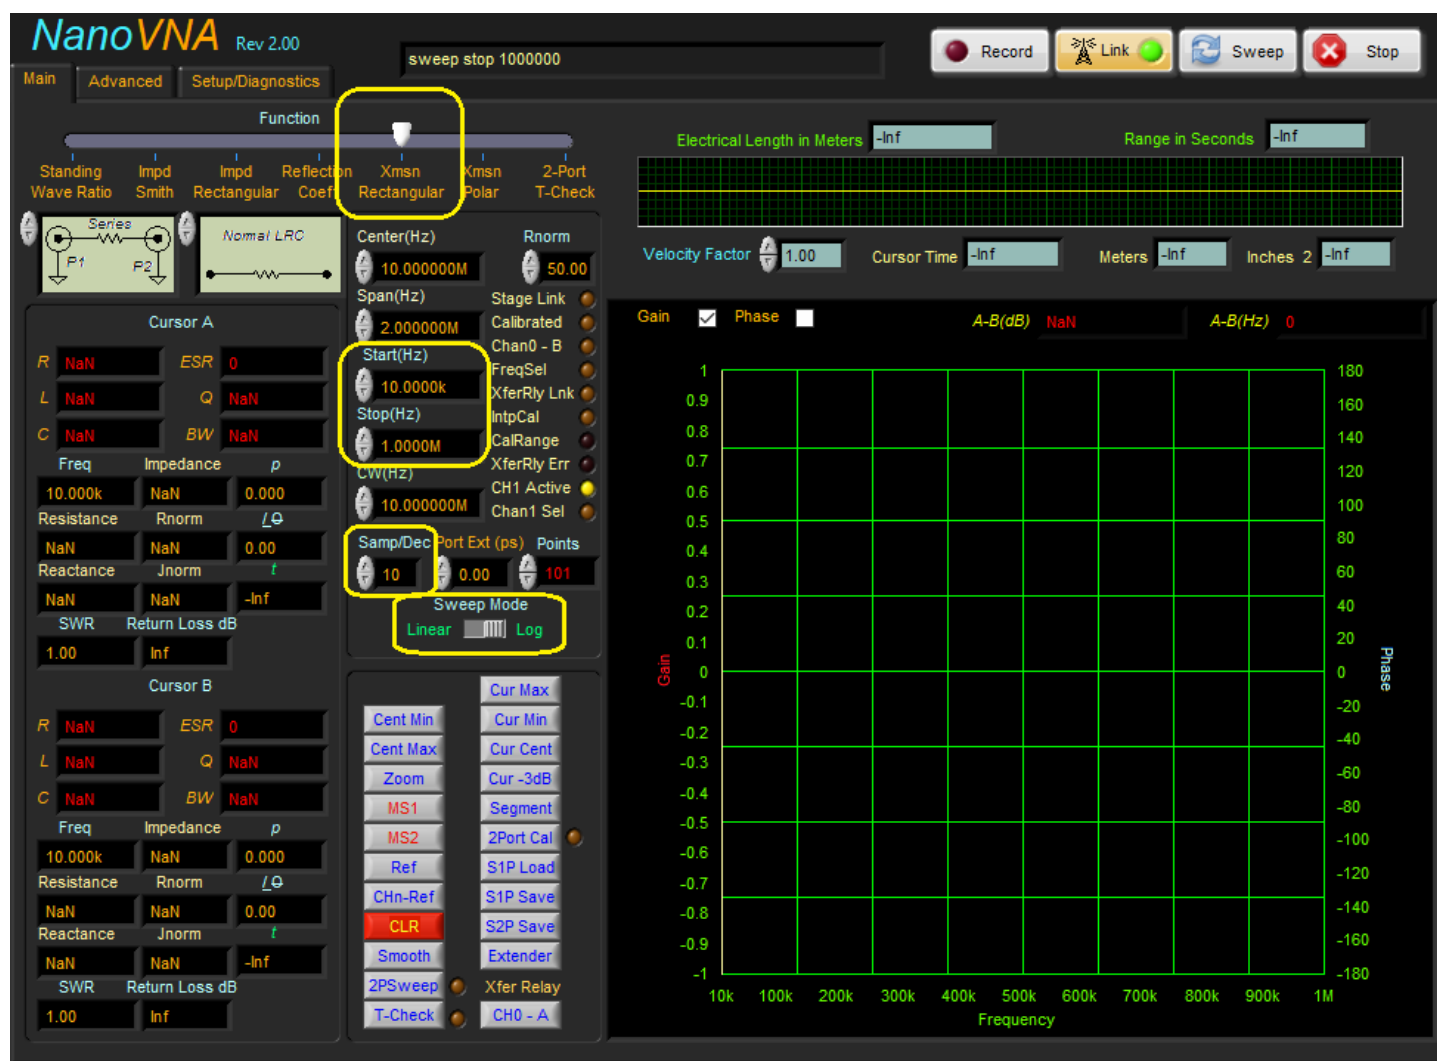 NanoVNA Rev 2.00
sweep stop 1000000
Record Link Sweep Stop
Main Advanced Setup/Diagnostics
Function
Standing Wave Ratio
Impd Smith
Impd Rectangular
Reflection Coeff
Xmsn Rectangular
Xmsn Polar
2-Port T-Check
Electrical Length in Meters -Inf
Range in Seconds -Inf
Velocity Factor 1.00 Cursor Time -Inf Meters -Inf Inches 2 -Inf
Series
P1 P2
Normal LRC
Center(Hz) Rnorm
10.000000M 50.00
Span(Hz)
2.000000M
Start(Hz)
10.0000k
Stop(Hz)
1.0000M
CW(Hz)
10.000000M
Stage Link
Calibrated
Chan0 - B
FreqSel
XferRly Lnk
IntpCal
CalRange
XferRly Err
CH1 Active
Chan1 Sel
Samp/Dec Port Ext (ps) Points
10 0.00 101
Sweep Mode
Linear Log
Cursor A
R NaN ESR 0
L NaN Q NaN
C NaN BW NaN
Freq Impedance p
10.000k NaN 0.000
Resistance Rnorm / Θ
NaN NaN 0.00
Reactance Jnorm t
NaN NaN -Inf
SWR Return Loss dB
1.00 Inf
Cursor B
R NaN ESR 0
L NaN Q NaN
C NaN BW NaN
Freq Impedance p
10.000k NaN 0.000
Resistance Rnorm / Θ
NaN NaN 0.00
Reactance Jnorm t
NaN NaN -Inf
SWR Return Loss dB
1.00 Inf
Cur Max
Cent Min Cur Min
Cent Max Cur Cent
Zoom Cur -3dB
MS1 Segment
MS2 2Port Cal
Ref S1P Load
CHn-Ref S1P Save
CLR S2P Save
Smooth Extender
2PSweep Xfer Relay
T-Check CH0 - A
Gain Phase A-B(dB) NaN A-B(Hz) 0
1 180
0.9 160
0.8 140
0.7 120
0.6 100
0.5 80
0.4 60
0.3 40
0.2 20
0.1 0
0 -20
-0.1 -40
-0.2 -60
-0.3 -80
-0.4 -100
-0.5 -120
-0.6 -140
-0.7 -160
-0.8 -180
-0.9
-1
Gain
Phase
10k 100k 200k 300k 400k 500k 600k 700k 800k 900k 1M
Frequency